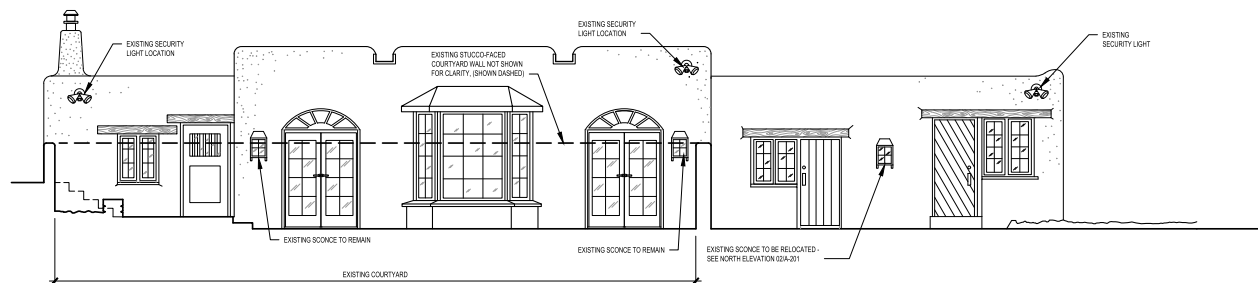 EXISTING SECURITY
LIGHT LOCATION
EXISTING STUCCO-FACED
COURTYARD WALL NOT SHOWN
FOR CLARITY, (SHOWN DASHED)
EXISTING SECURITY
LIGHT LOCATION
EXISTING
SECURITY LIGHT
EXISTING SCONCE TO REMAIN
EXISTING SCONCE TO REMAIN
EXISTING SCONCE TO BE RELOCATED -
SEE NORTH ELEVATION 02/A-201
EXISTING COURTYARD